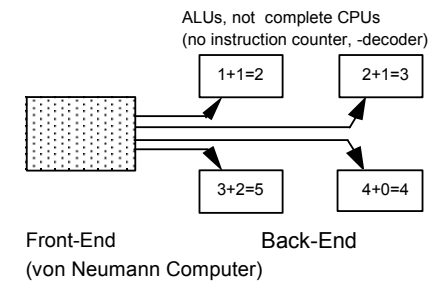 ALUs, not complete CPUs
(no instruction counter, -decoder)
1+1=2
2+1=3
3+2=5
4+0=4
Front-End
Back-End
(von Neumann Computer)